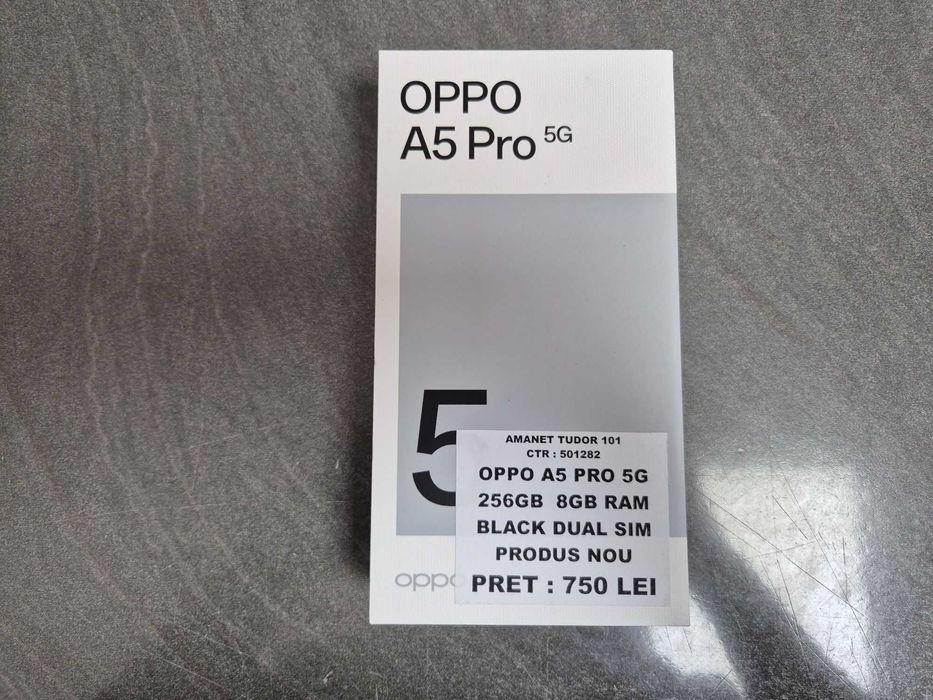 OPPO
A5 Pro 5G
5
AMANET TUDOR 101
CTR : 501282
OPPO A5 PRO 5G
256GB 8GB RAM
BLACK DUAL SIM
PRODUS NOU
PRET : 750 LEI
oppo